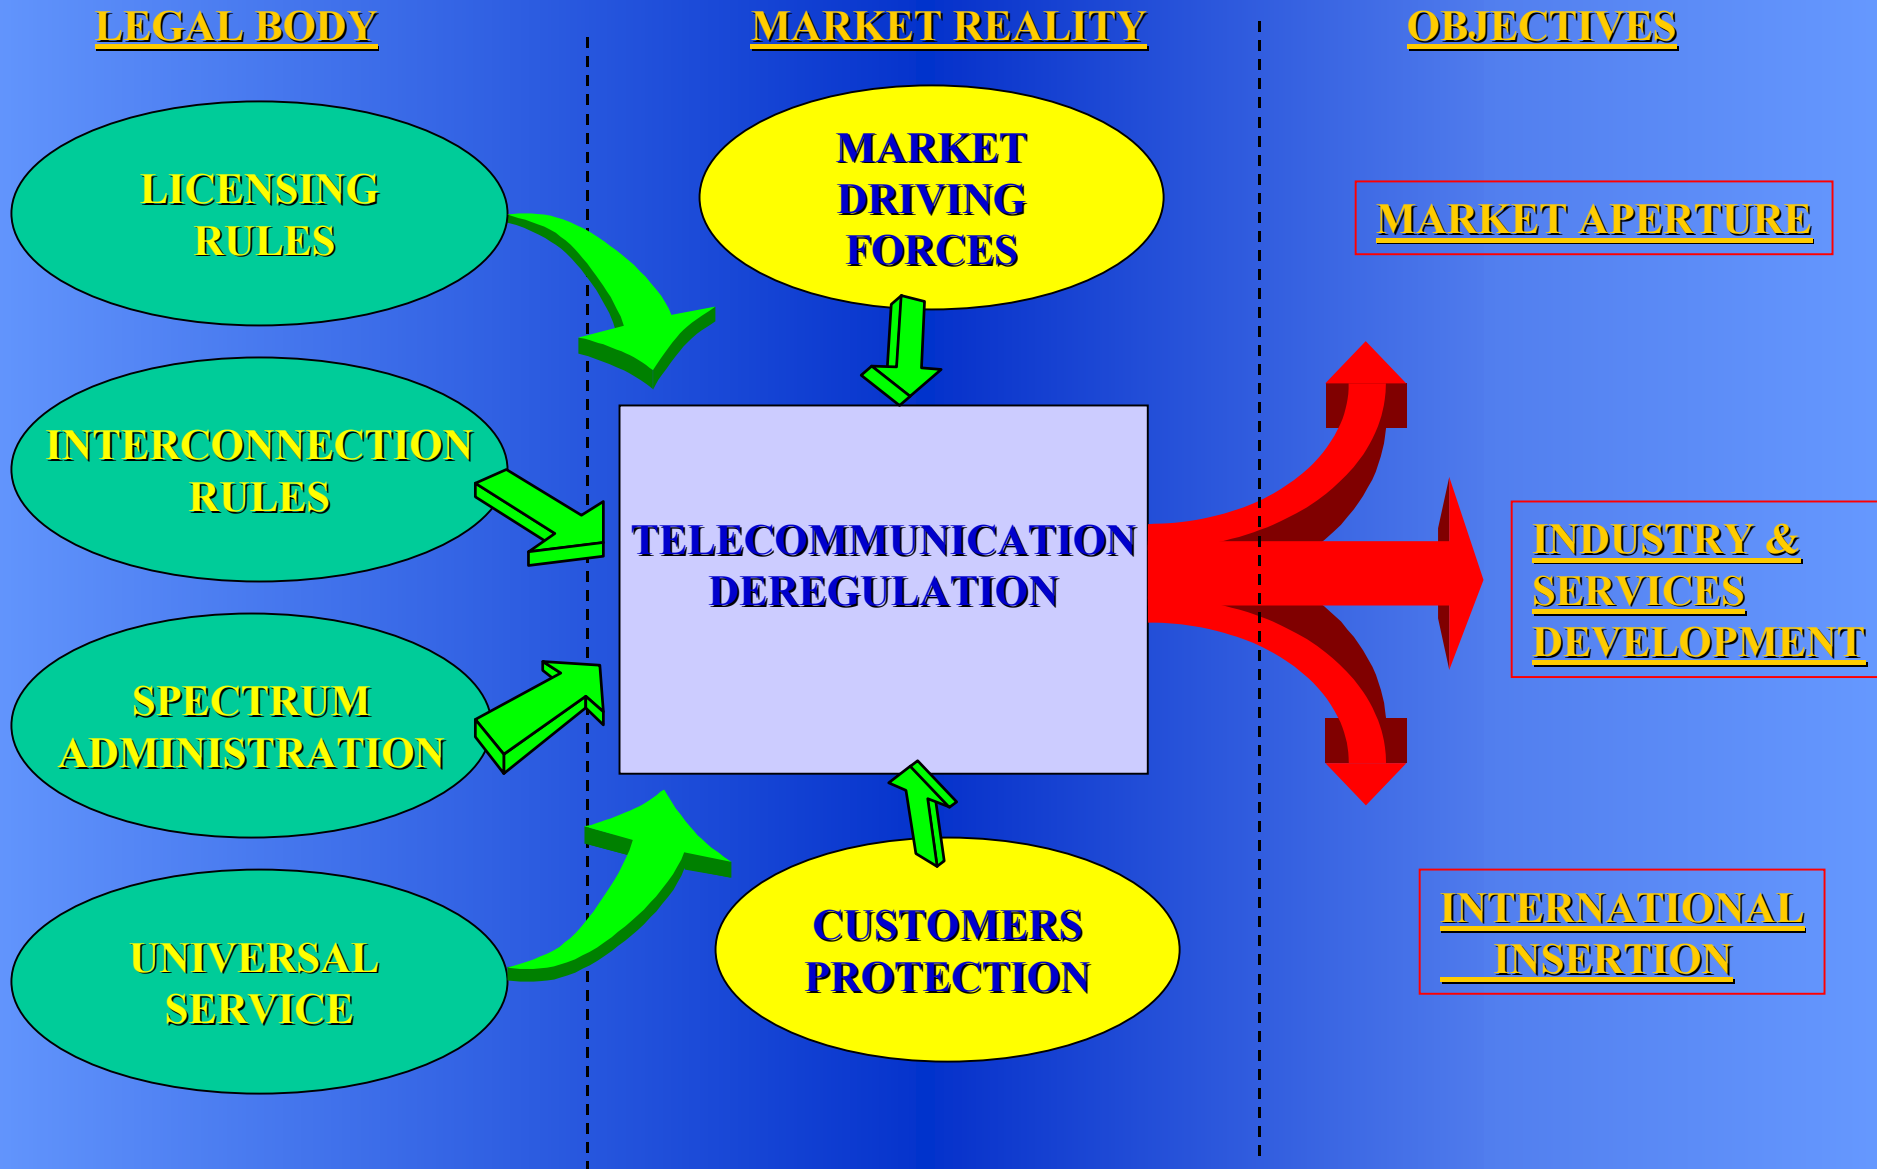 LEGAL BODY
MARKET REALITY
OBJECTIVES
LICENSING
RULES
INTERCONNECTION
RULES
SPECTRUM
ADMINISTRATION
UNIVERSAL
SERVICE
MARKET
DRIVING
FORCES
TELECOMMUNICATION
DEREGULATION
CUSTOMERS
PROTECTION
MARKET APERTURE
INDUSTRY &
SERVICES
DEVELOPMENT
INTERNATIONAL
INSERTION